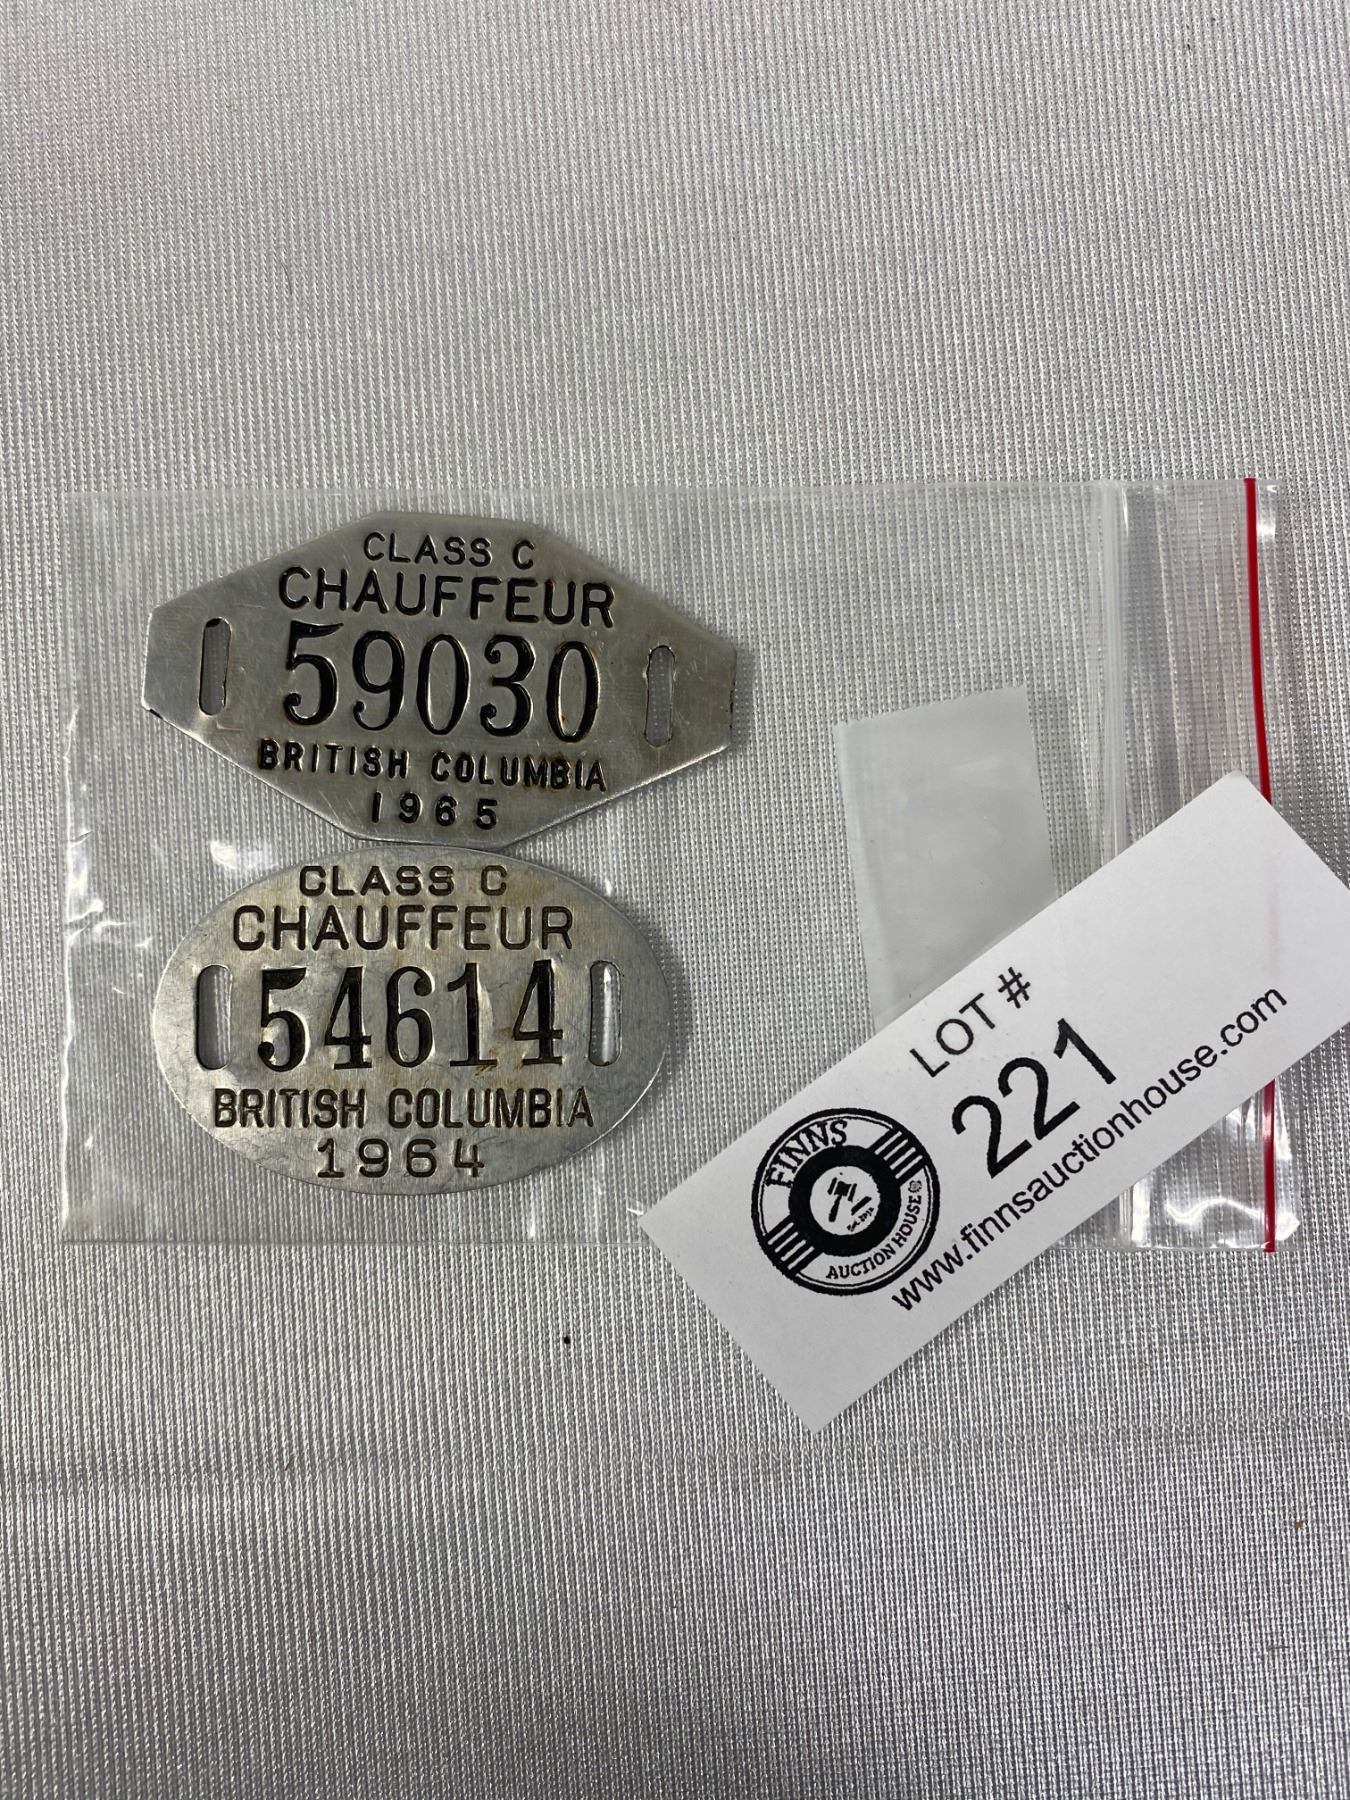 CLASS C
CHAUFFEUR
59030
BRITISH COLUMBIA
1965
CLASS C
CHAUFFEUR
54614
BRITISH COLUMBIA
1964
LOT #
221
www.finnsauctionhouse.com
FINNS
AUCTION HOUSE